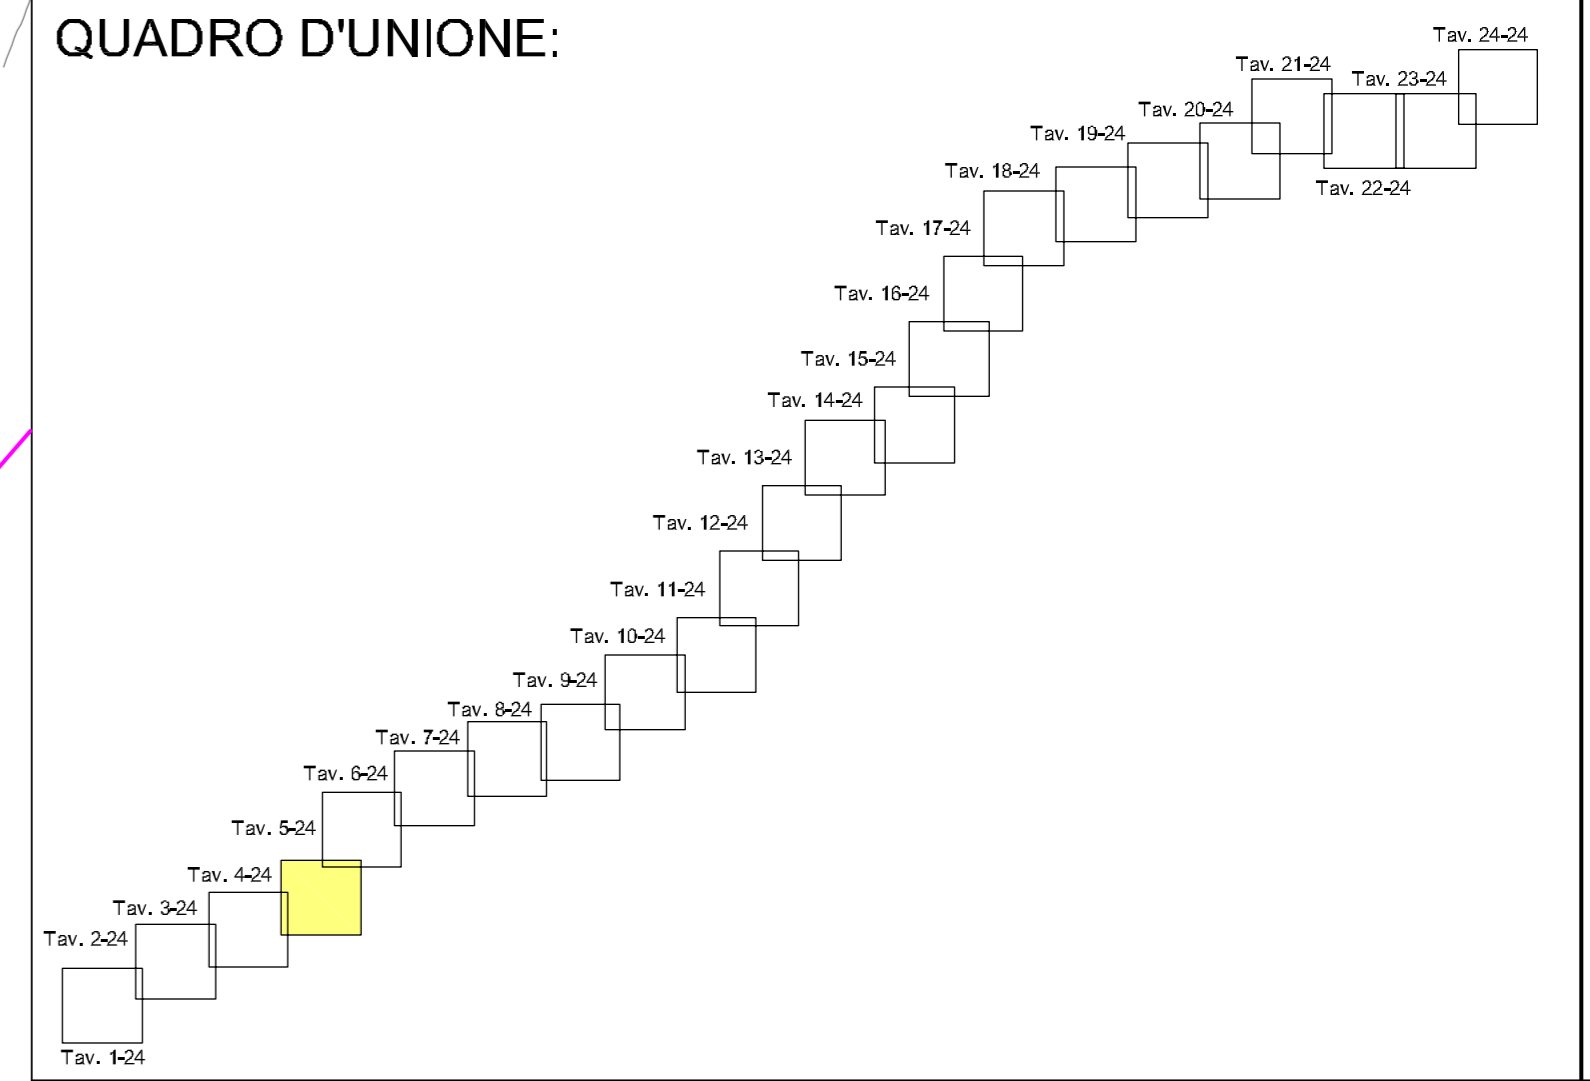 QUADRO D'UNIONE:
Tav. 24-24
Tav. 21-24
Tav. 23-24
Tav. 20-24
Tav. 19-24
Tav. 18-24
Tav. 22-24
Tav. 17-24
Tav. 16-24
Tav. 15-24
Tav. 14-24
Tav. 13-24
Tav. 12-24
Tav. 11-24
Tav. 10-24
Tav. 9-24
Tav. 8-24
Tav. 7-24
Tav. 6-24
Tav. 5-24
Tav. 4-24
Tav. 3-24
Tav. 2-24
Tav. 1-24